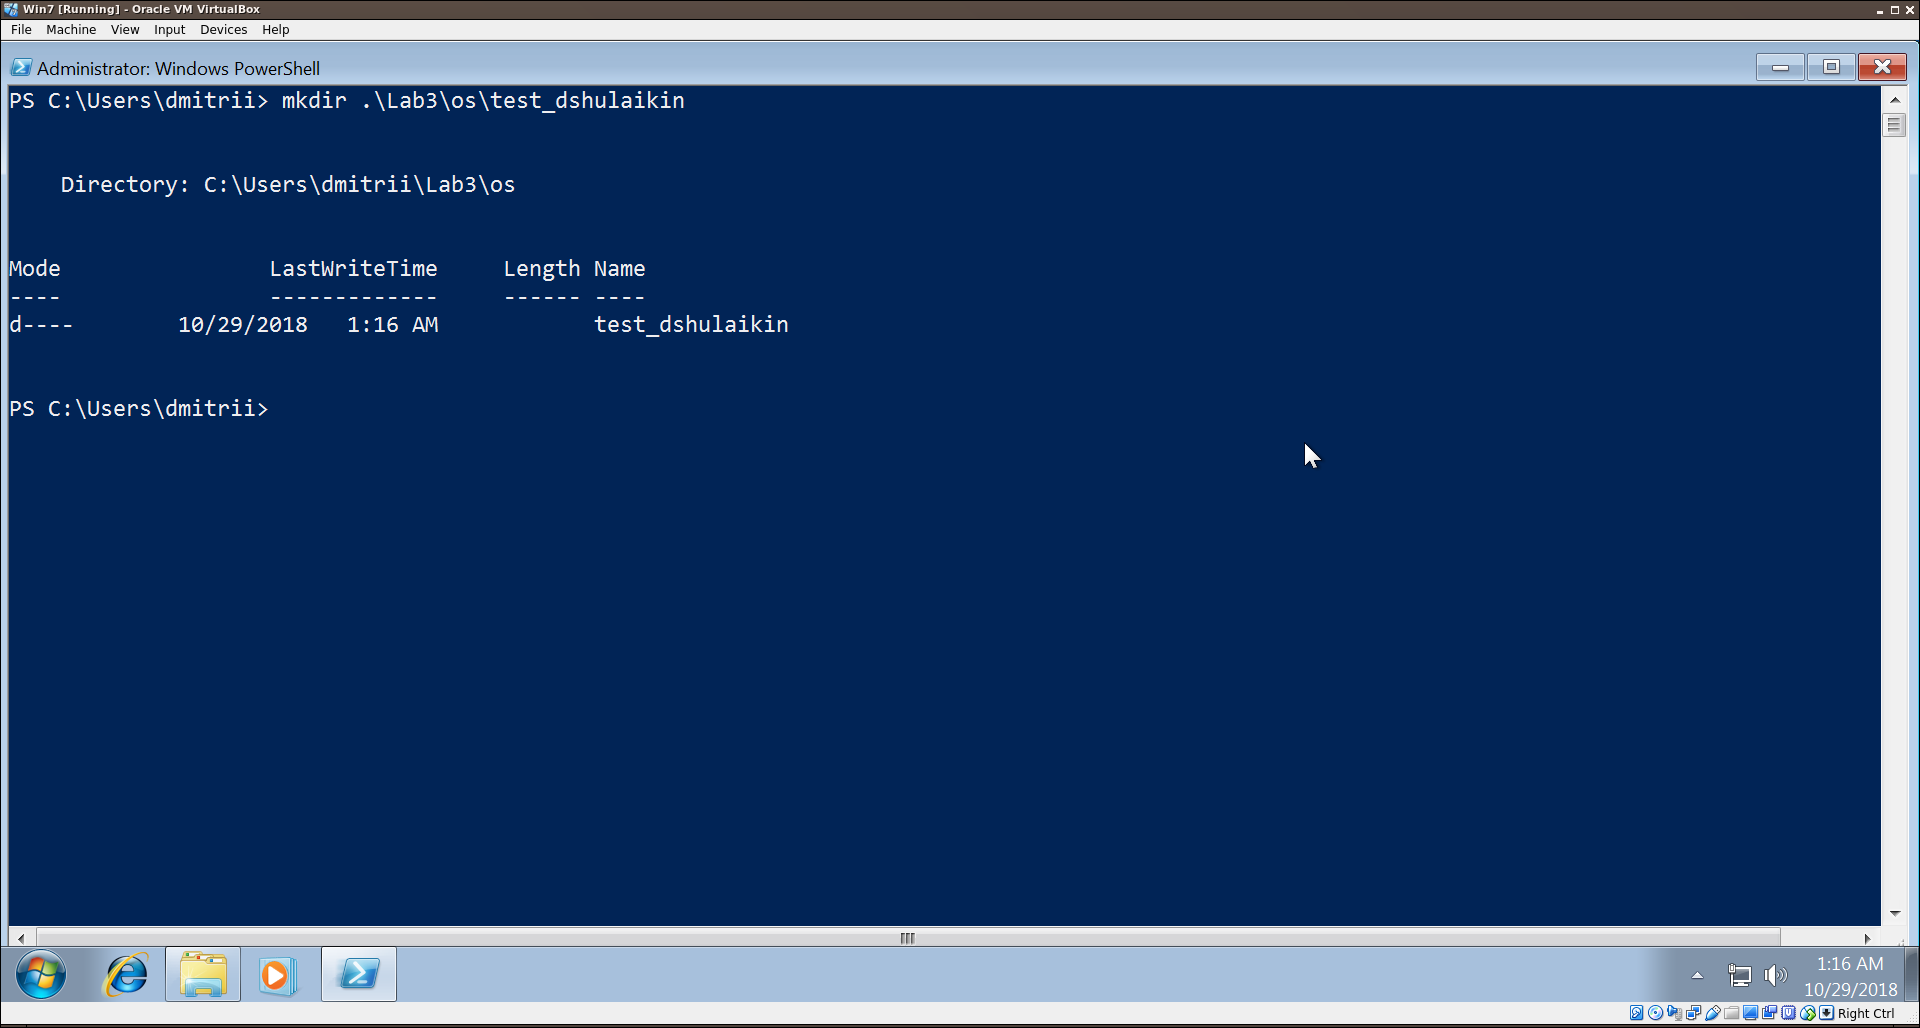 Win7 [Running] - Oracle VM VirtualBox
File Machine View Input Devices Help
Administrator: Windows PowerShell
PS C:\Users\dmitrii> mkdir .\Lab3\os\test_dshulaikin
Directory: C:\Users\dmitrii\Lab3\os
Mode LastWriteTime Length Name
---- ------------- ------ ----
d---- 10/29/2018 1:16 AM test_dshulaikin
PS C:\Users\dmitrii>
1:16 AM
10/29/2018
Right Ctrl